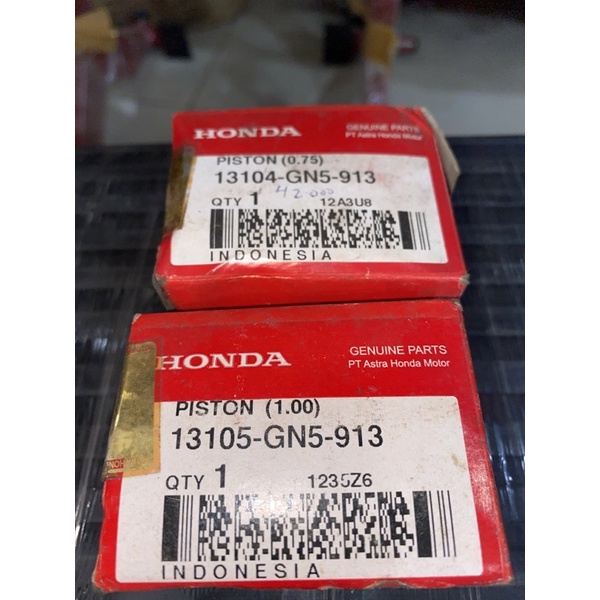 HONDA
GENUINE PARTS
PT Astra Honda Motor
PISTON (0.75)
13104-GN5-913
42.000
QTY 1 12A3U8
INDONESIA
HONDA
GENUINE PARTS
PT Astra Honda Motor
PISTON (1.00)
13105-GN5-913
QTY 1 1235Z6
INDONESIA